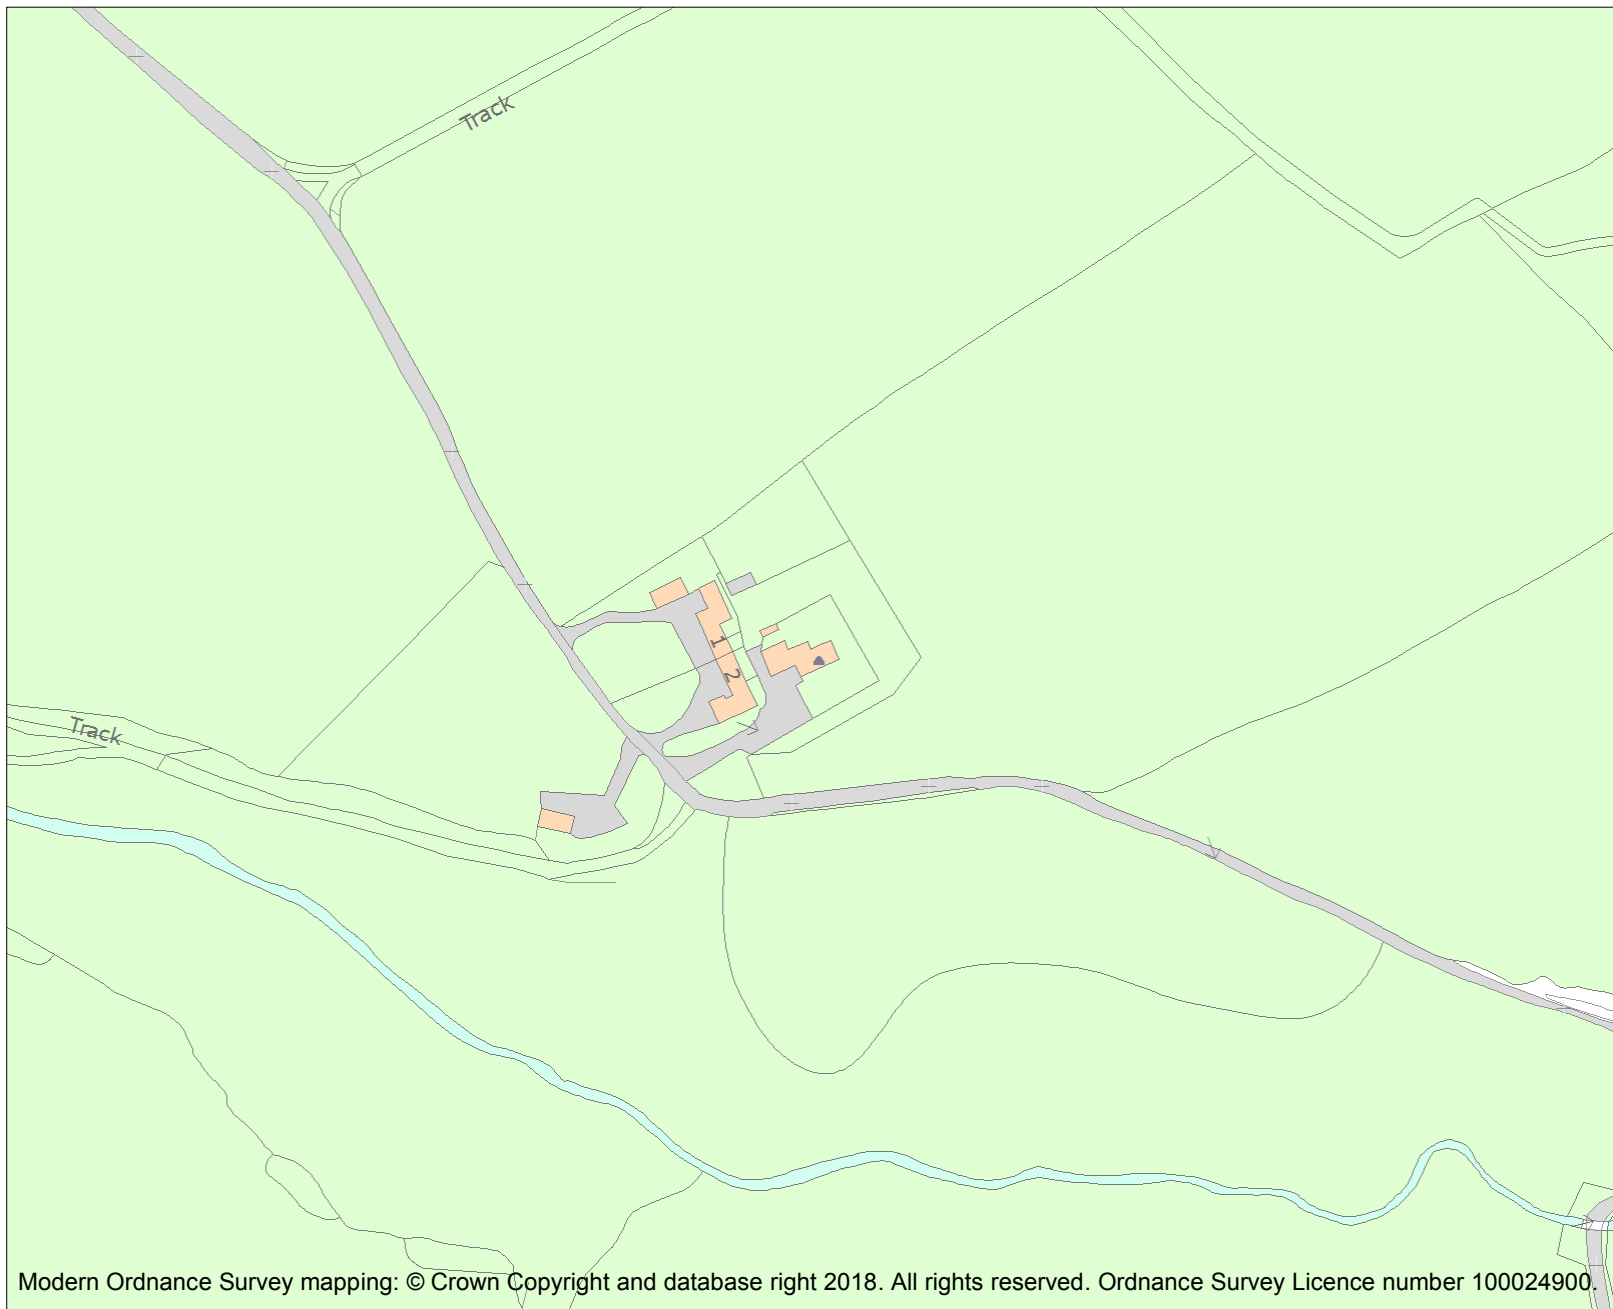 Track
1
2
Track
Modern Ordnance Survey mapping: © Crown Copyright and database right 2018. All rights reserved. Ordnance Survey Licence number 100024900.